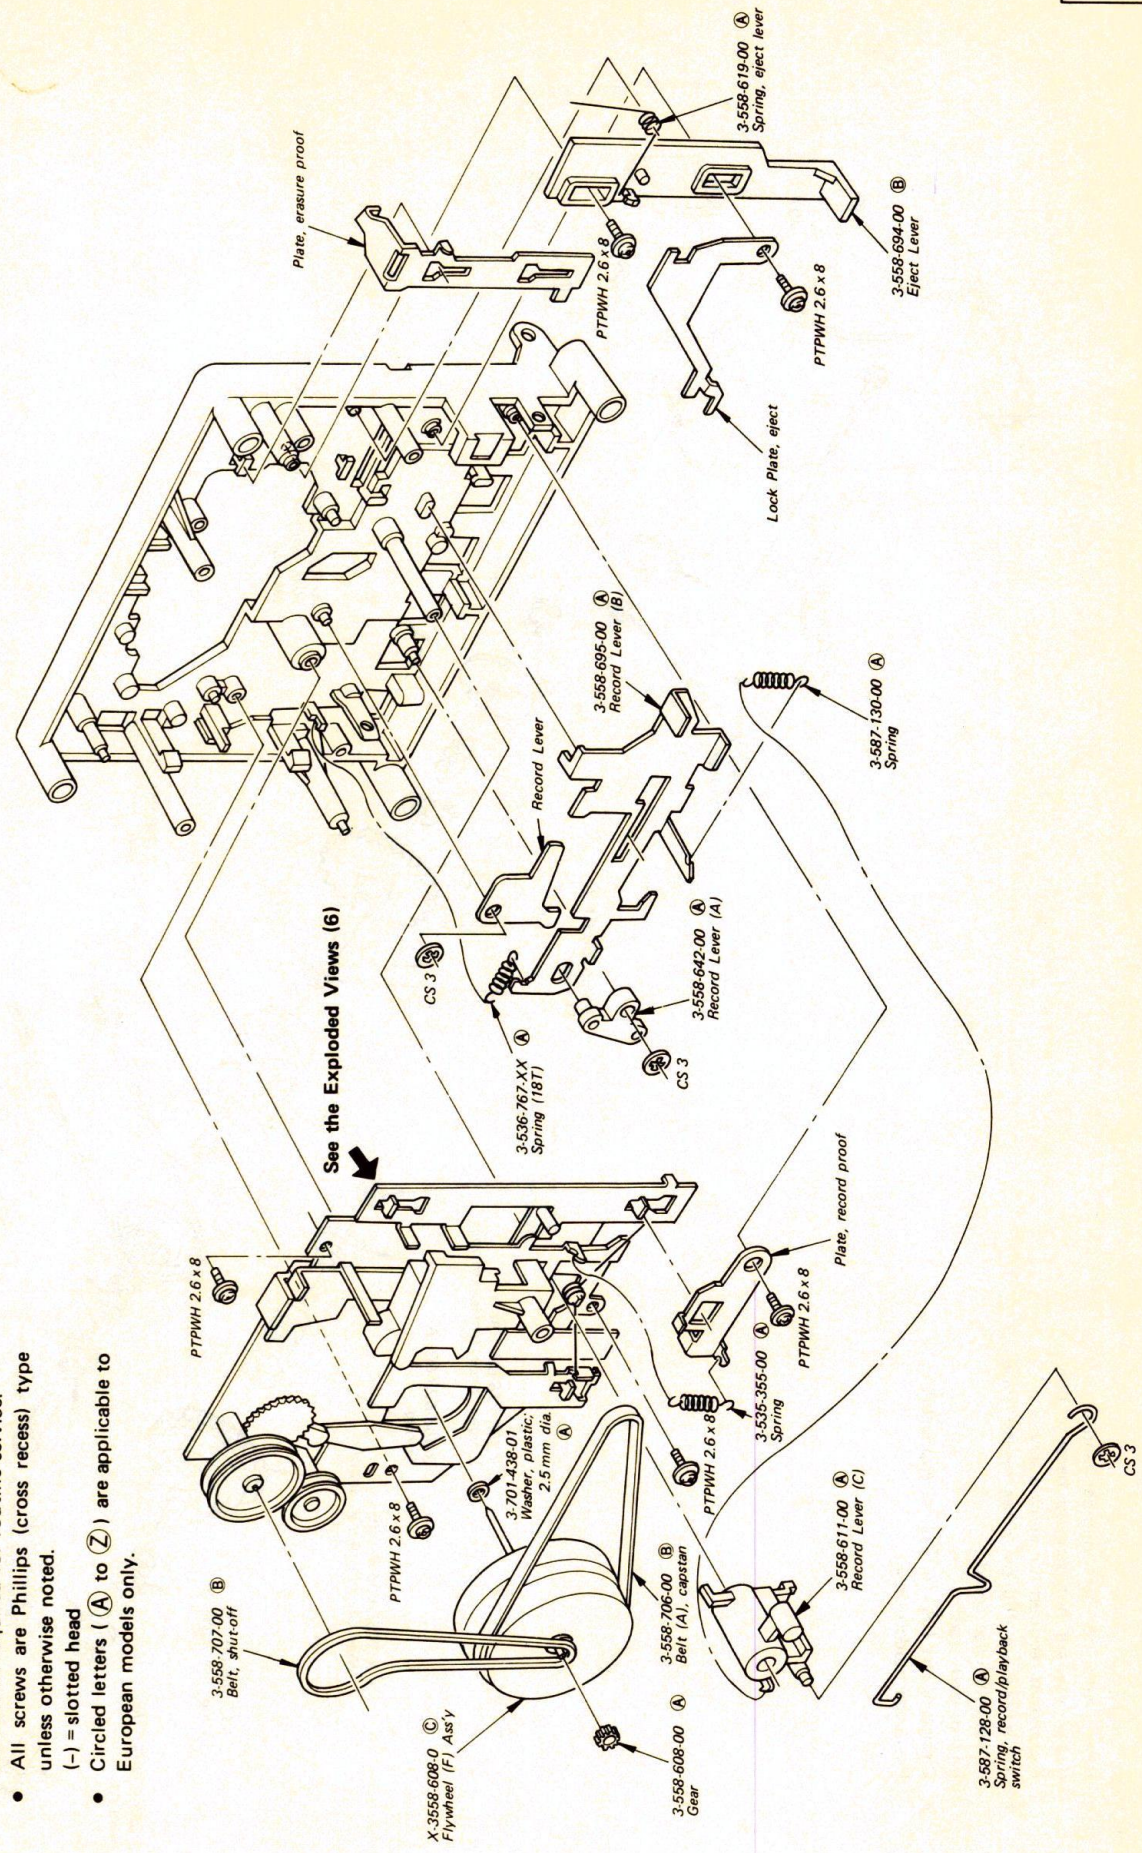 • All screws are Phillips (cross recess) type
unless otherwise noted.
(−) = slotted head
• Circled letters ( Ⓐ to Ⓩ ) are applicable to
European models only.
3-558-707-00 Ⓑ
Belt, shut-off
X-3558-608-0 Ⓒ
Flywheel (F) Ass'y
3-558-608-00 Ⓐ
Gear
PTPWH 2.6 x 8
PTPWH 2.6 x 8
3-701-438-01
Washer, plastic;
2.5 mm dia.
Ⓐ
3-558-706-00 Ⓑ
Belt (A), capstan
PTPWH 2.6 x 8
3-535-355-00 Ⓐ
Spring
PTPWH 2.6 x 8
Plate, record proof
3-558-611-00 Ⓐ
Record Lever (C)
3-587-128-00 Ⓐ
Spring, record/playback
switch
CS 3
See the Exploded Views (6)
CS 3
3-536-767-XX Ⓐ
Spring (18T)
Record Lever
3-558-642-00 Ⓐ
Record Lever (A)
CS 3
3-558-695-00 Ⓐ
Record Lever (B)
3-587-130-00 Ⓐ
Spring
Plate, erasure proof
PTPWH 2.6 x 8
Lock Plate, eject
PTPWH 2.6 x 8
3-558-619-00 Ⓐ
Spring, eject lever
3-558-694-00 Ⓑ
Eject Lever